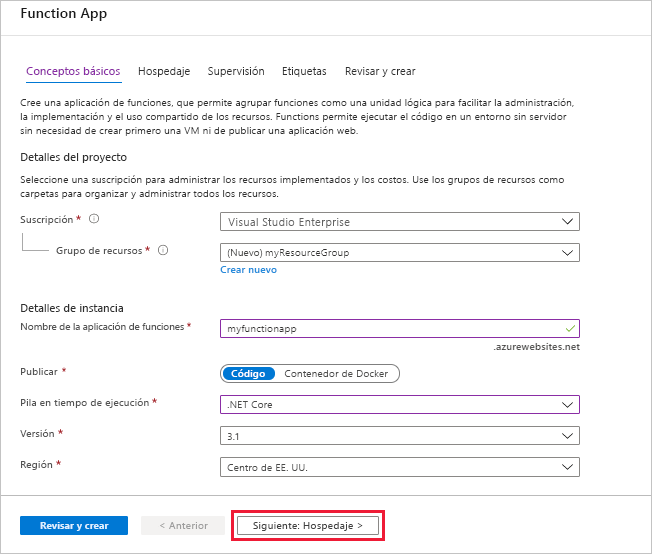 Function App
Conceptos básicos Hospedaje Supervisión Etiquetas Revisar y crear
Cree una aplicación de funciones, que permite agrupar funciones como una unidad lógica para facilitar la administración,
la implementación y el uso compartido de los recursos. Functions permite ejecutar el código en un entorno sin servidor
sin necesidad de crear primero una VM ni de publicar una aplicación web.
Detalles del proyecto
Seleccione una suscripción para administrar los recursos implementados y los costos. Use los grupos de recursos como
carpetas para organizar y administrar todos los recursos.
Suscripción * Visual Studio Enterprise
Grupo de recursos * (Nuevo) myResourceGroup
Crear nuevo
Detalles de instancia
Nombre de la aplicación de funciones * myfunctionapp
.azurewebsites.net
Publicar * Código Contenedor de Docker
Pila en tiempo de ejecución * .NET Core
Versión * 3.1
Región * Centro de EE. UU.
Revisar y crear < Anterior Siguiente: Hospedaje >